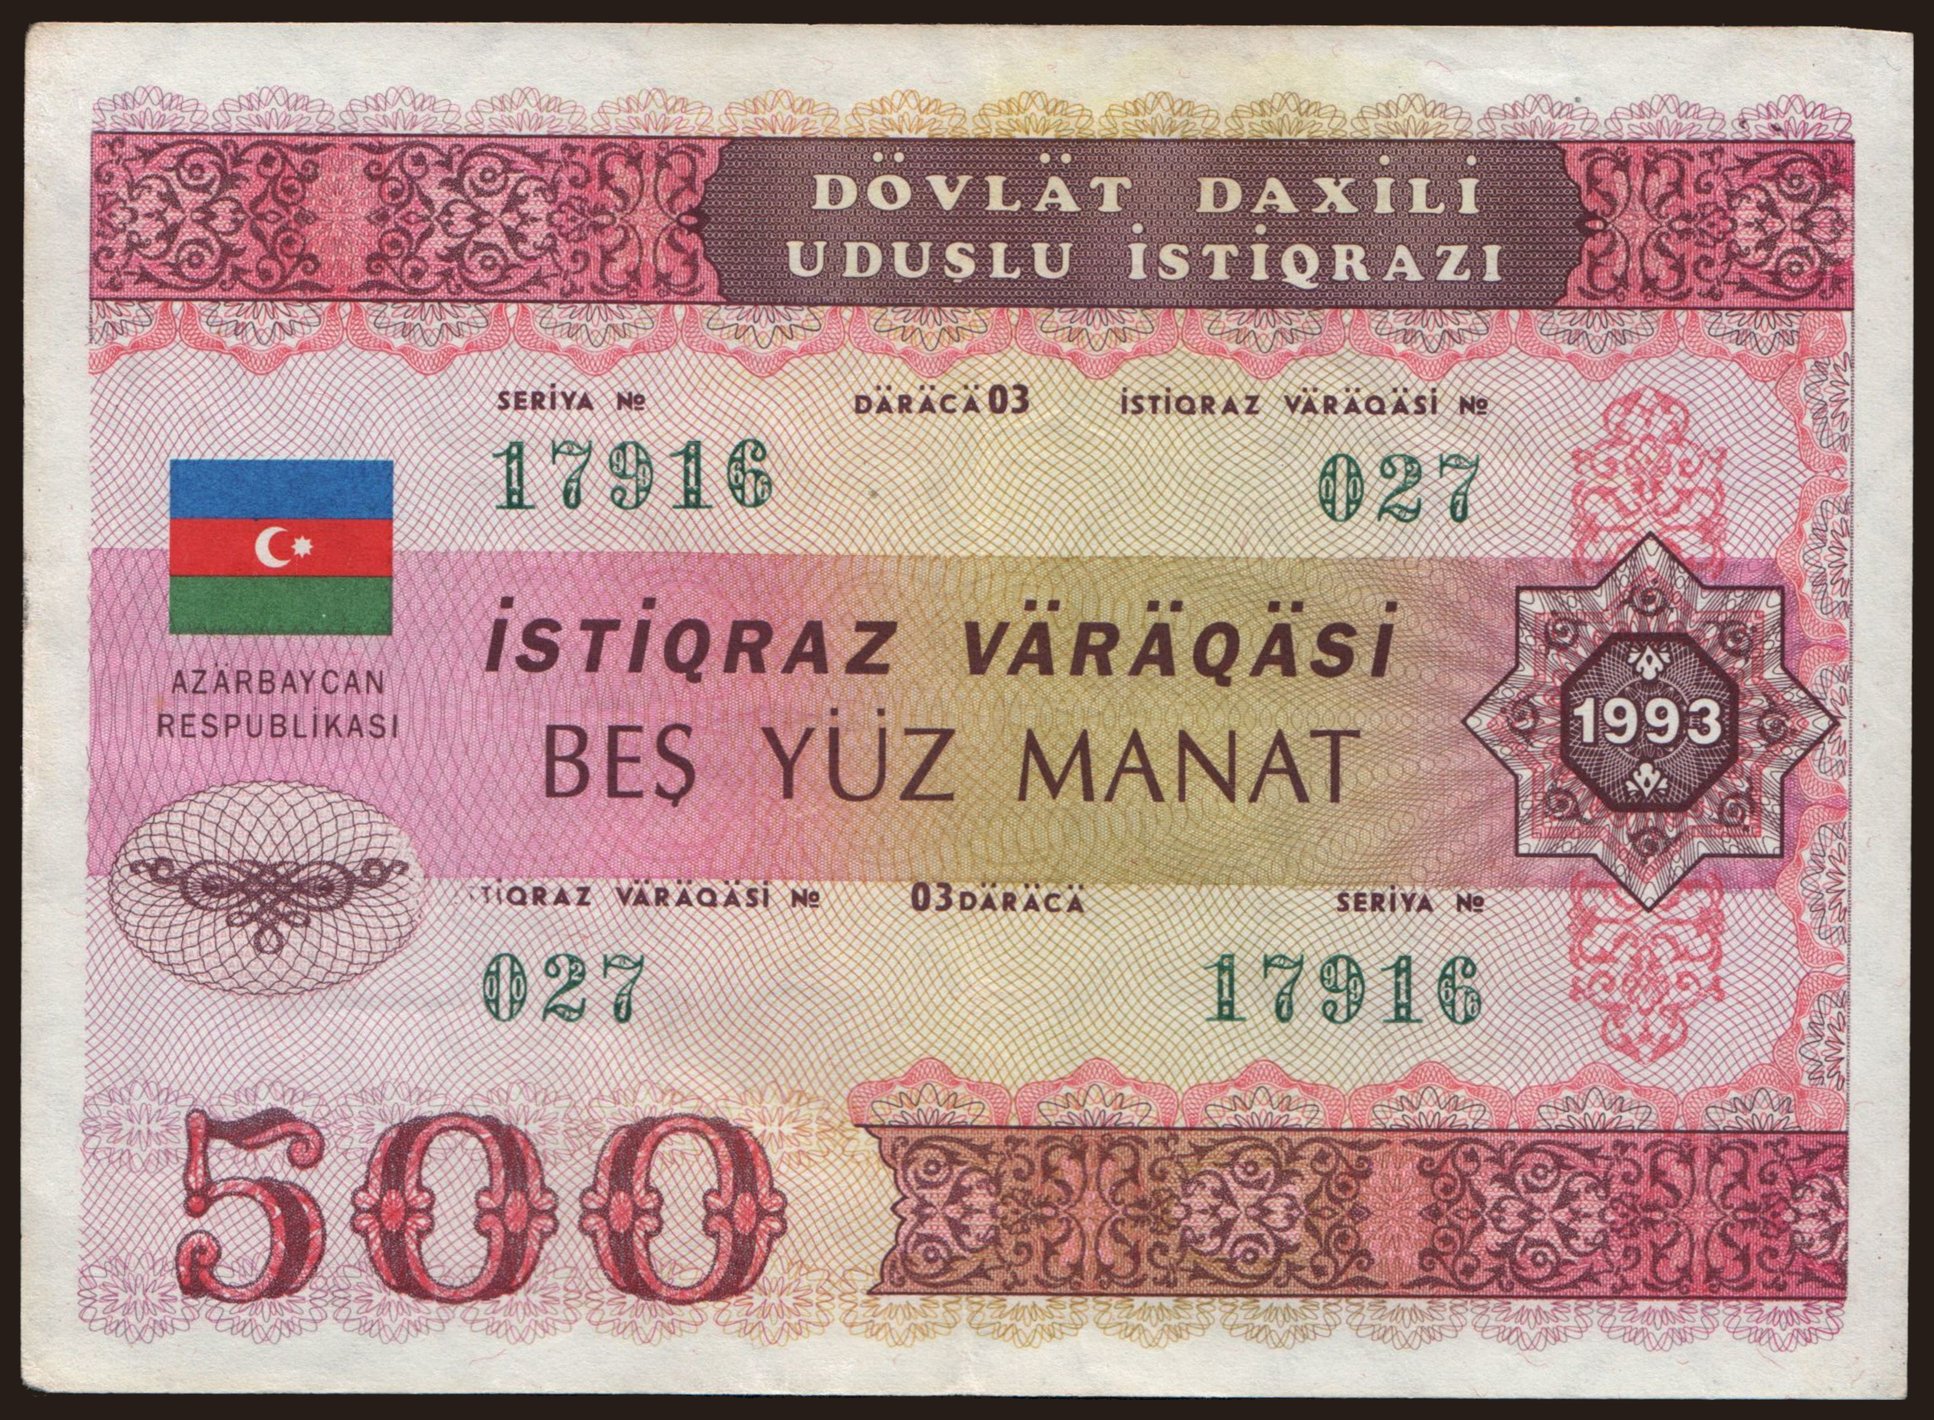 DÖVLÄT DAXİLİ
UDUŞLU İSTİQRAZI
SERİYA № DÄRÄCÄ 03 İSTİQRAZ VÄRÄQÄSİ №
17916 027
AZÄRBAYCAN
RESPUBLİKASI
İSTİQRAZ VÄRÄQÄSİ
BEŞ YÜZ MANAT
1993
TİQRAZ VÄRÄQÄSİ № 03 DÄRÄCÄ SERİYA №
027 17916
500